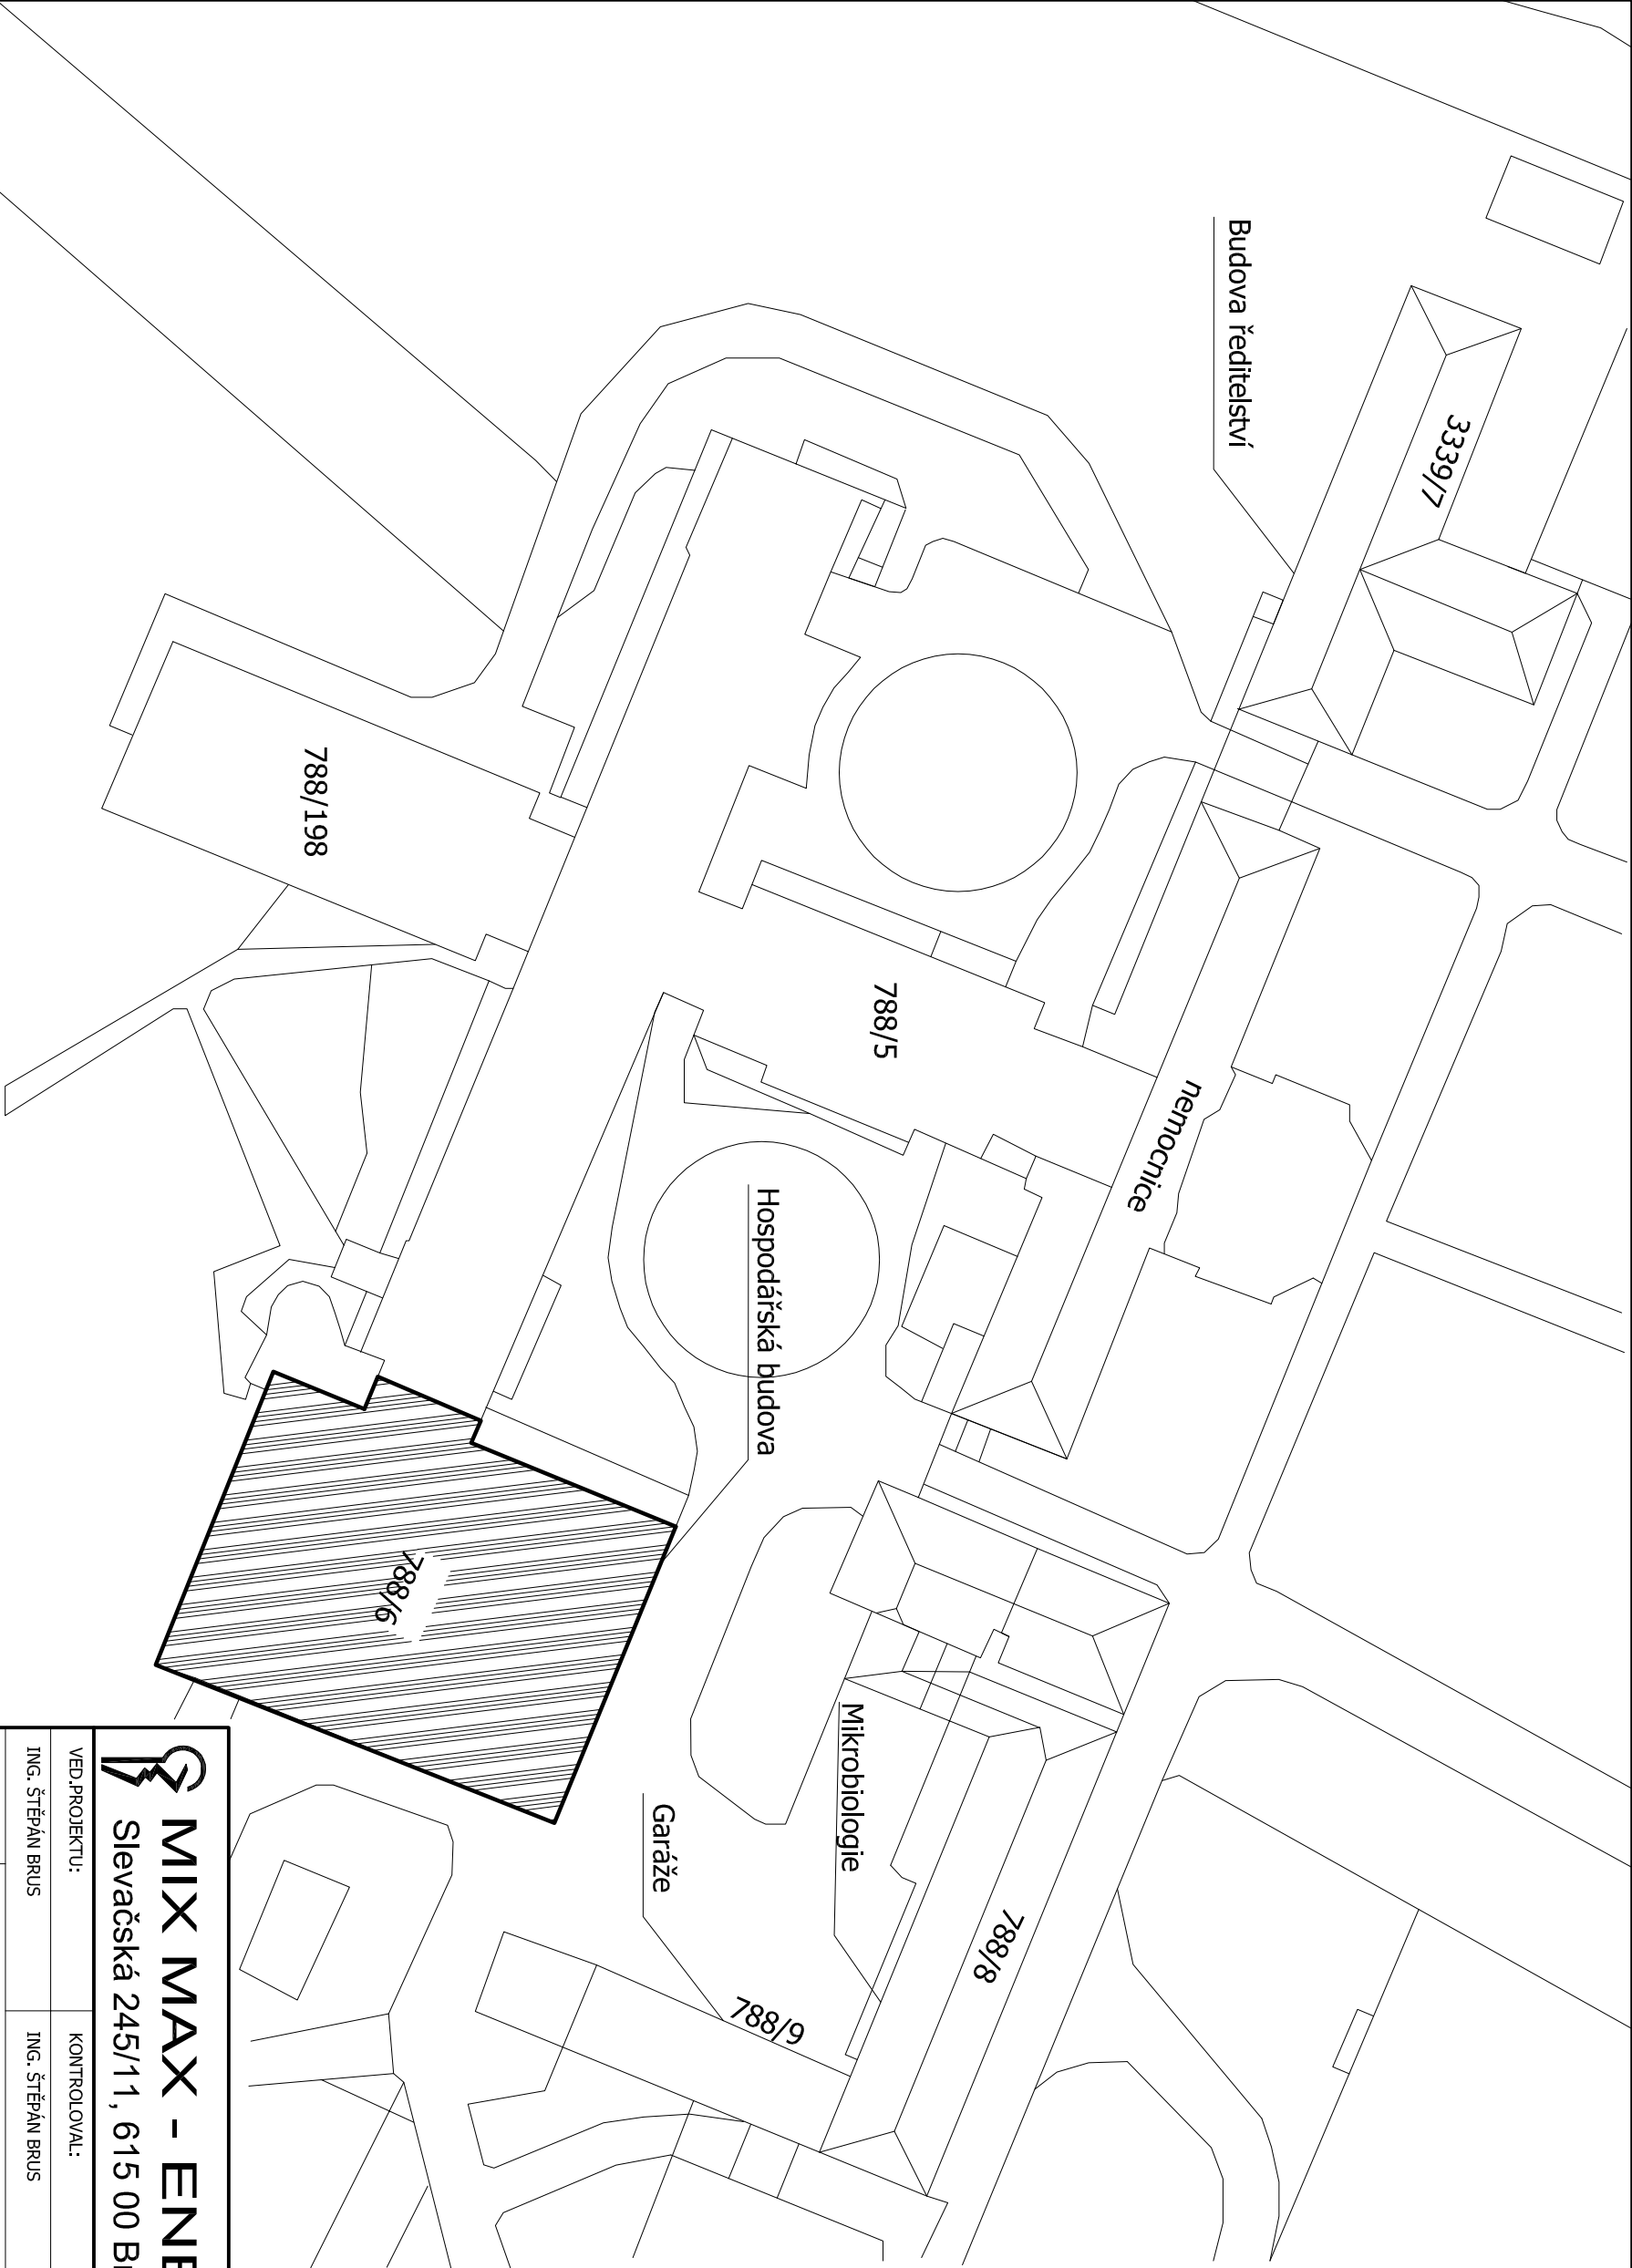 Budova ředitelství
3339/7
788/198
788/5
nemocnice
Hospodářská budova
788/6
Mikrobiologie
Garáže
788/8
788/9
MIX MAX - ENE
Slevačská 245/11, 615 00 B
VED.PROJEKTU:
KONTROLOVAL:
ING. ŠTĚPÁN BRUS
ING. ŠTĚPÁN BRUS